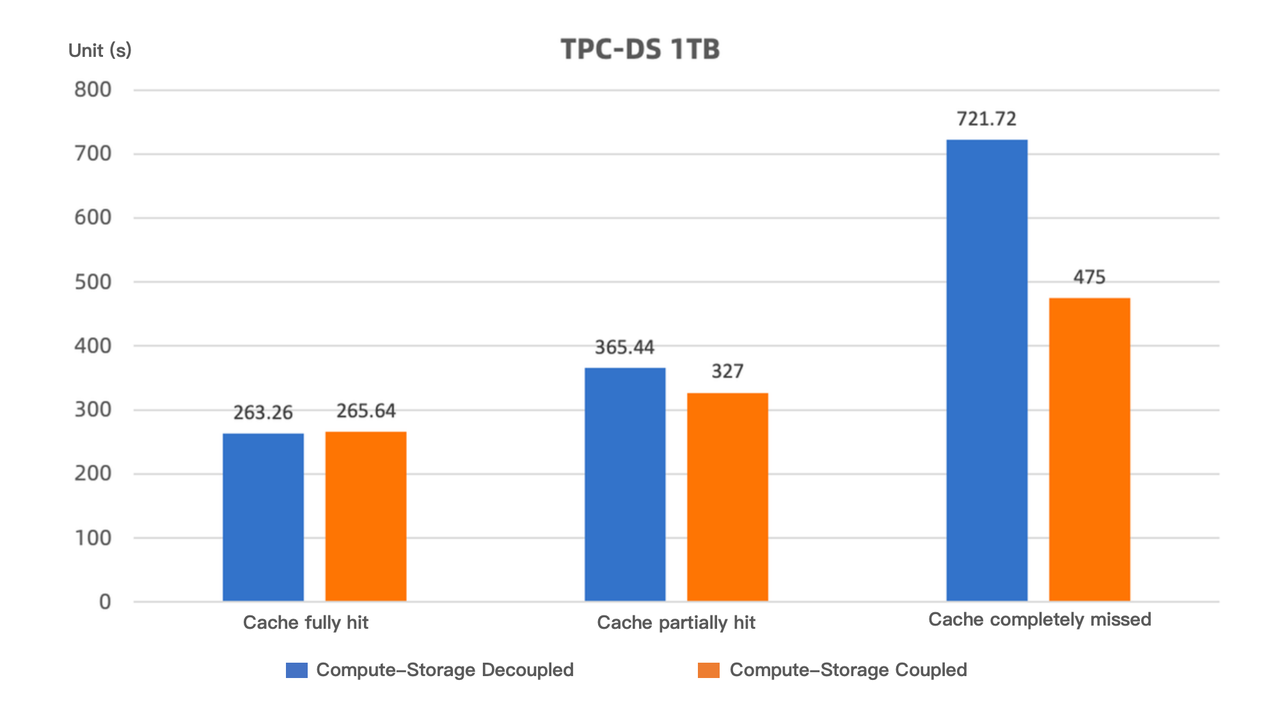 Unit (s)
TPC-DS 1TB
800
700
600
500
400
300
200
100
0
263.26
265.64
365.44
327
721.72
475
Cache fully hit
Cache partially hit
Cache completely missed
Compute–Storage Decoupled
Compute–Storage Coupled